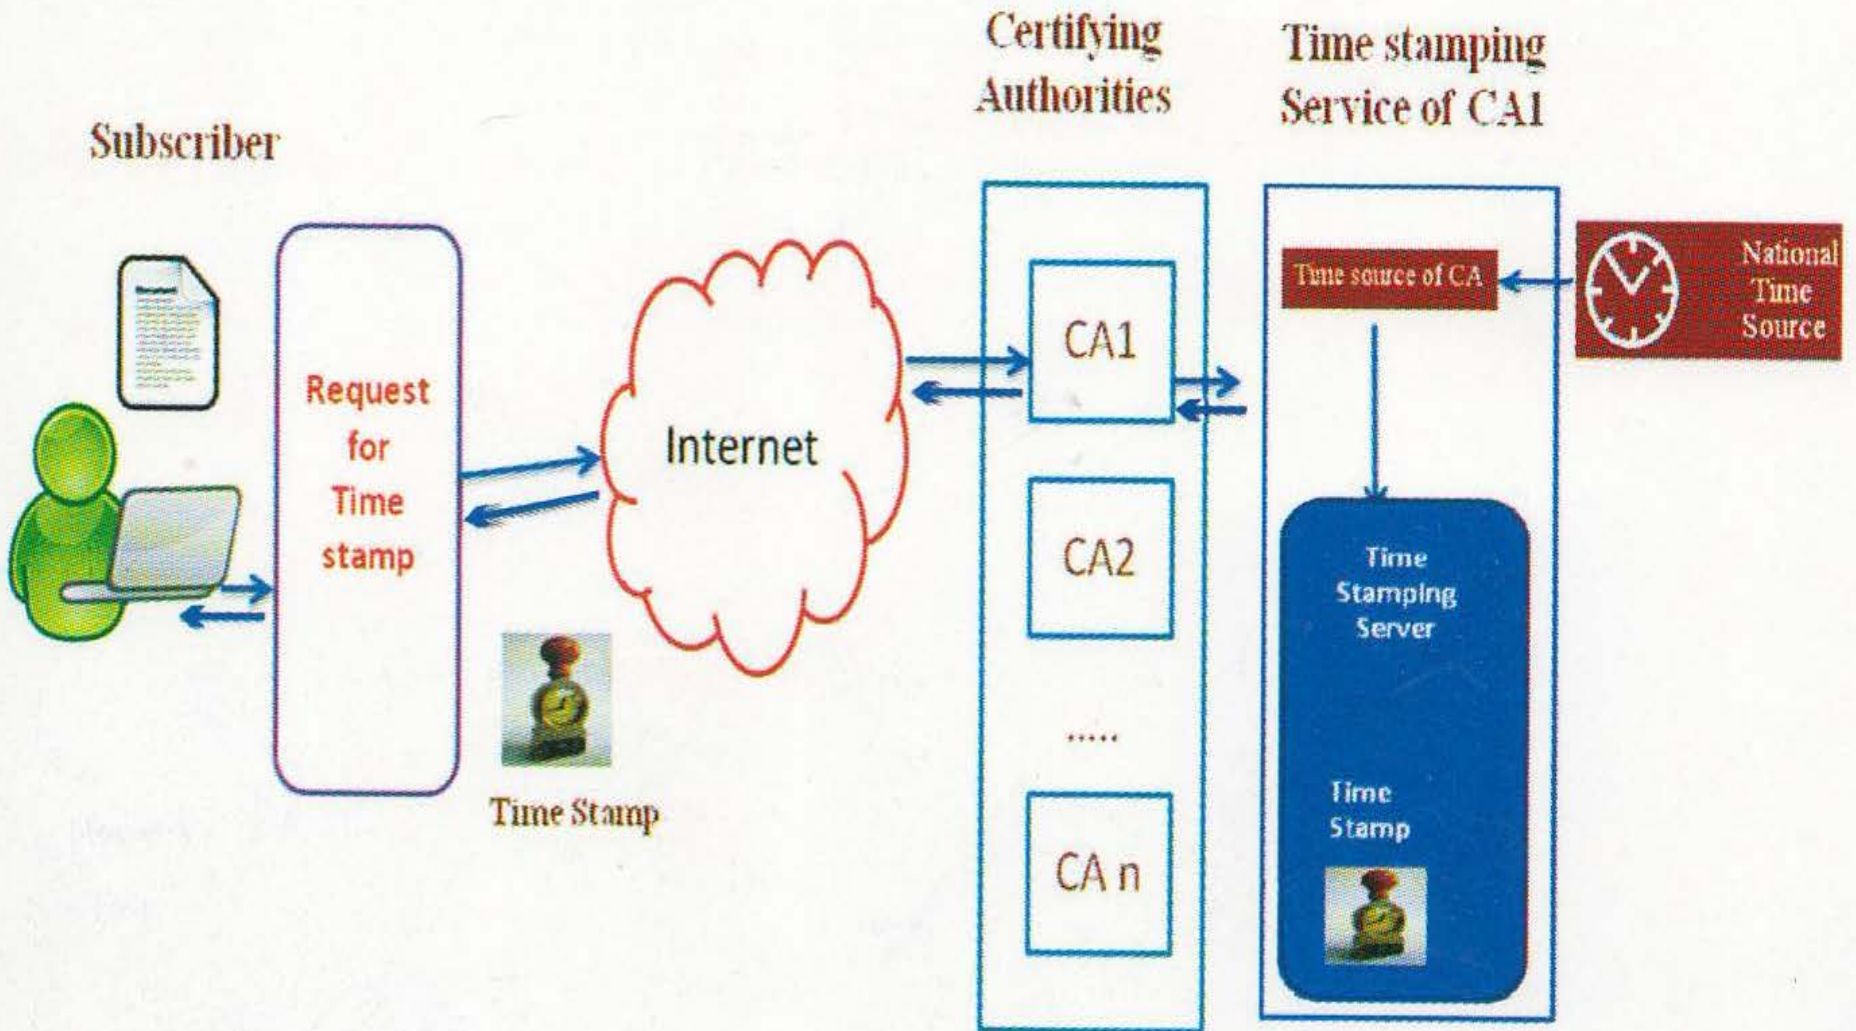 Certifying
Authorities
Time stamping
Service of CA1
Subscriber
Document
Request
for
Time
stamp
Internet
CA1
CA2
.....
CA n
Time source of CA
National
Time
Source
Time
Stamping
Server
Time
Stamp
Time Stamp